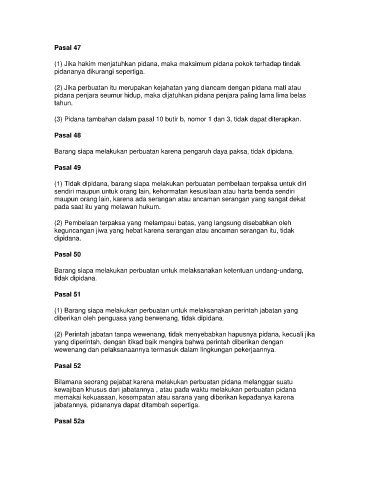 Pasal 47
(1) Jika hakim menjatuhkan pidana, maka maksimum pidana pokok terhadap tindak
pidananya dikurangi sepertiga.
(2) Jika perbuatan itu merupakan kejahatan yang diancam dengan pidana mati atau
pidana penjara seumur hidup, maka dijatuhkan pidana penjara paling lama lima belas
tahun.
(3) Pidana tambahan dalam pasal 10 butir b, nomor 1 dan 3, tidak dapat diterapkan.
Pasal 48
Barang siapa melakukan perbuatan karena pengaruh daya paksa, tidak dipidana.
Pasal 49
(1) Tidak dipidana, barang siapa melakukan perbuatan pembelaan terpaksa untuk diri
sendiri maupun untuk orang lain, kehormatan kesusilaan atau harta benda sendiri
maupun orang lain, karena ada serangan atau ancaman serangan yang sangat dekat
pada saat itu yang melawan hukum.
(2) Pembelaan terpaksa yang melampaui batas, yang langsung disebabkan oleh
keguncangan jiwa yang hebat karena serangan atau ancaman serangan itu, tidak
dipidana.
Pasal 50
Barang siapa melakukan perbuatan untuk melaksanakan ketentuan undang-undang,
tidak dipidana.
Pasal 51
(1) Barang siapa melakukan perbuatan untuk melaksanakan perintah jabatan yang
diberikan oleh penguasa yang berwenang, tidak dipidana.
(2) Perintah jabatan tanpa wewenang, tidak menyebabkan hapusnya pidana, kecuali jika
yang diperintah, dengan itikad baik mengira bahwa perintah diberikan dengan
wewenang dan pelaksanaannya termasuk dalam lingkungan pekerjaannya.
Pasal 52
Bilamana seorang pejabat karena melakukan perbuatan pidana melanggar suatu
kewajiban khusus dari jabatannya , atau pada waktu melakukan perbuatan pidana
memakai kekuasaan, kesempatan atau sarana yang diberikan kepadanya karena
jabatannya, pidananya dapat ditambah sepertiga.
Pasal 52a